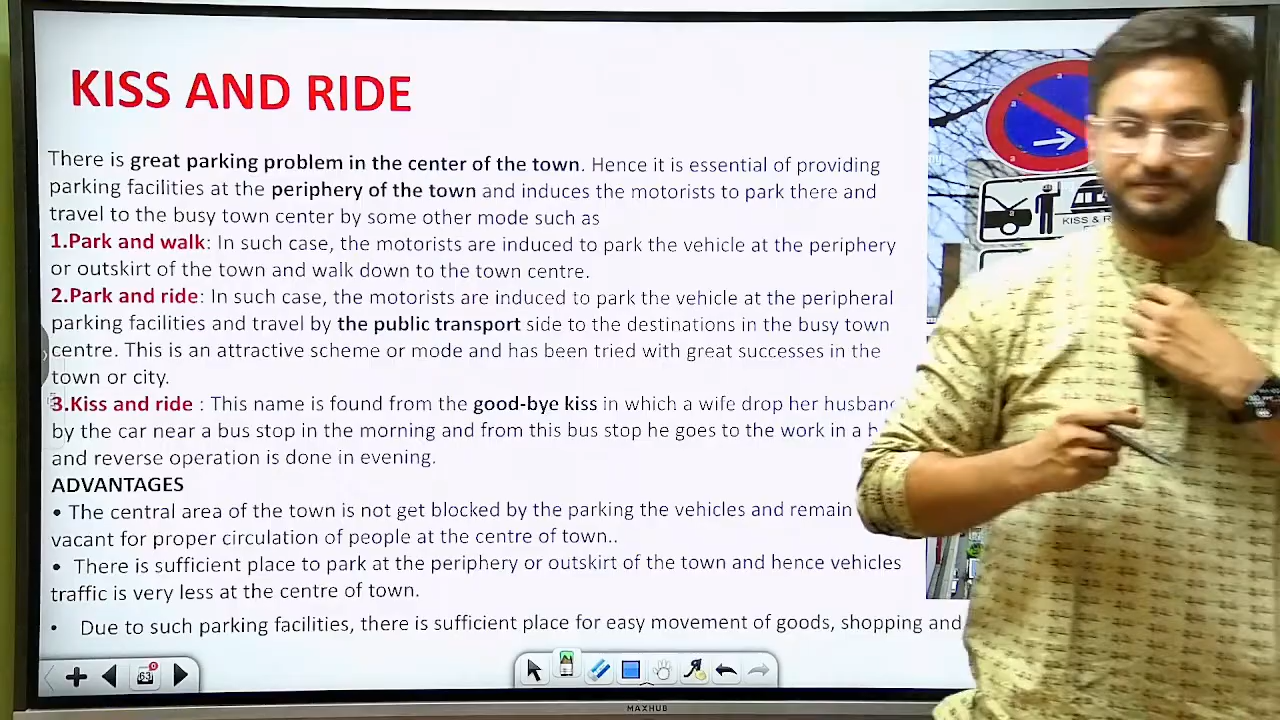 KISS AND RIDE
There is great parking problem in the center of the town. Hence it is essential of providing
parking facilities at the periphery of the town and induces the motorists to park there and
travel to the busy town center by some other mode such as
1.Park and walk: In such case, the motorists are induced to park the vehicle at the periphery
or outskirt of the town and walk down to the town centre.
2.Park and ride: In such case, the motorists are induced to park the vehicle at the peripheral
parking facilities and travel by the public transport side to the destinations in the busy town
centre. This is an attractive scheme or mode and has been tried with great successes in the
town or city.
3.Kiss and ride : This name is found from the good-bye kiss in which a wife drop her
by the car near a bus stop in the morning and from this bus stop he goes to the work in a
and reverse operation is done in evening.
ADVANTAGES
• The central area of the town is not get blocked by the parking the vehicles and remain
vacant for proper circulation of people at the centre of town..
• There is sufficient place to park at the periphery or outskirt of the town and hence vehicles
traffic is very less at the centre of town.
• Due to such parking facilities, there is sufficient place for easy movement of goods, shopping and
KISS &
63
MAXHUB